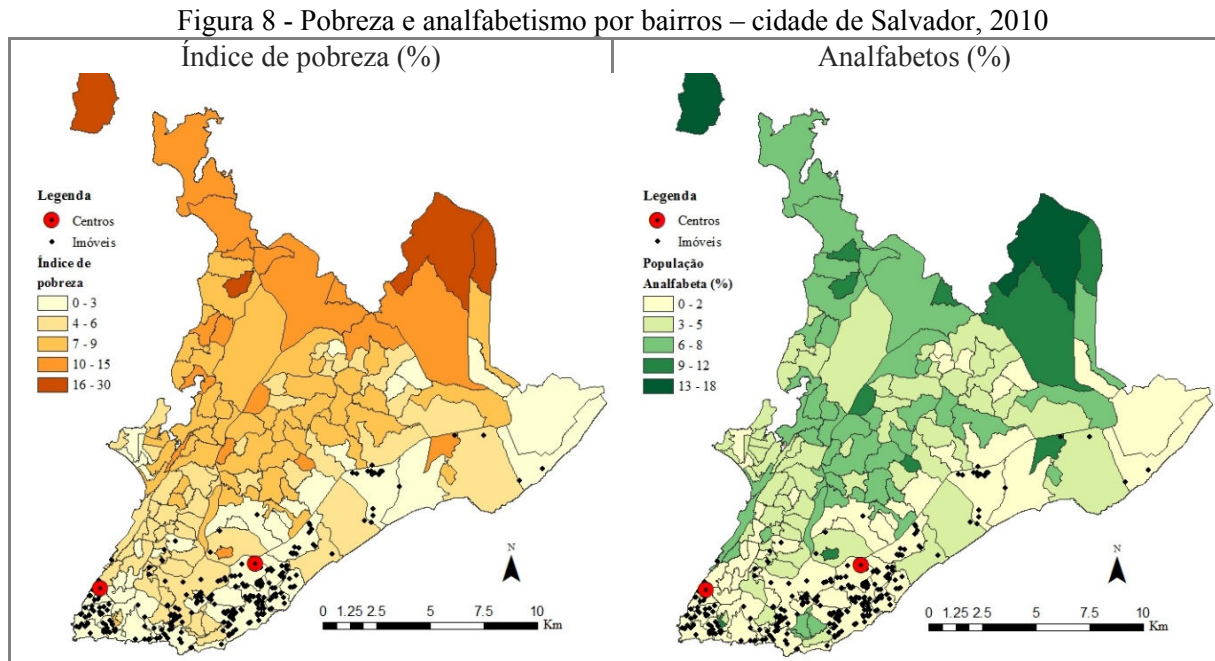 Figura 8 - Pobreza e analfabetismo por bairros – cidade de Salvador, 2010
Índice de pobreza (%)
Legenda
Centros
Imóveis
Índice de
pobreza
0 - 3
4 - 6
7 - 9
10 - 15
16 - 30
N
0 1.25 2.5 5 7.5 10
Km
Analfabetos (%)
Legenda
Centros
Imóveis
População
Analfabeta (%)
0 - 2
3 - 5
6 - 8
9 - 12
13 - 18
N
0 1.25 2.5 5 7.5 10
Km